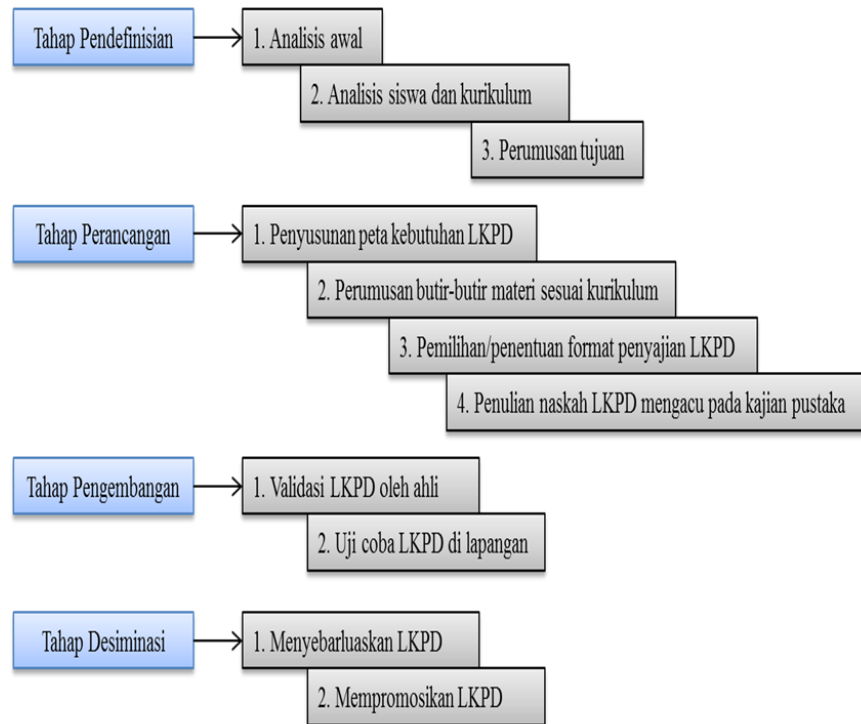 Tahap Pendefinisian
1. Analisis awal
2. Analisis siswa dan kurikulum
3. Perumusan tujuan
Tahap Perancangan
1. Penyusunan peta kebutuhan LKPD
2. Perumusan butir-butir materi sesuai kurikulum
3. Pemilihan/penentuan format penyajian LKPD
4. Penulian naskah LKPD mengacu pada kajian pustaka
Tahap Pengembangan
1. Validasi LKPD oleh ahli
2. Uji coba LKPD di lapangan
Tahap Desiminasi
1. Menyebarluaskan LKPD
2. Mempromosikan LKPD